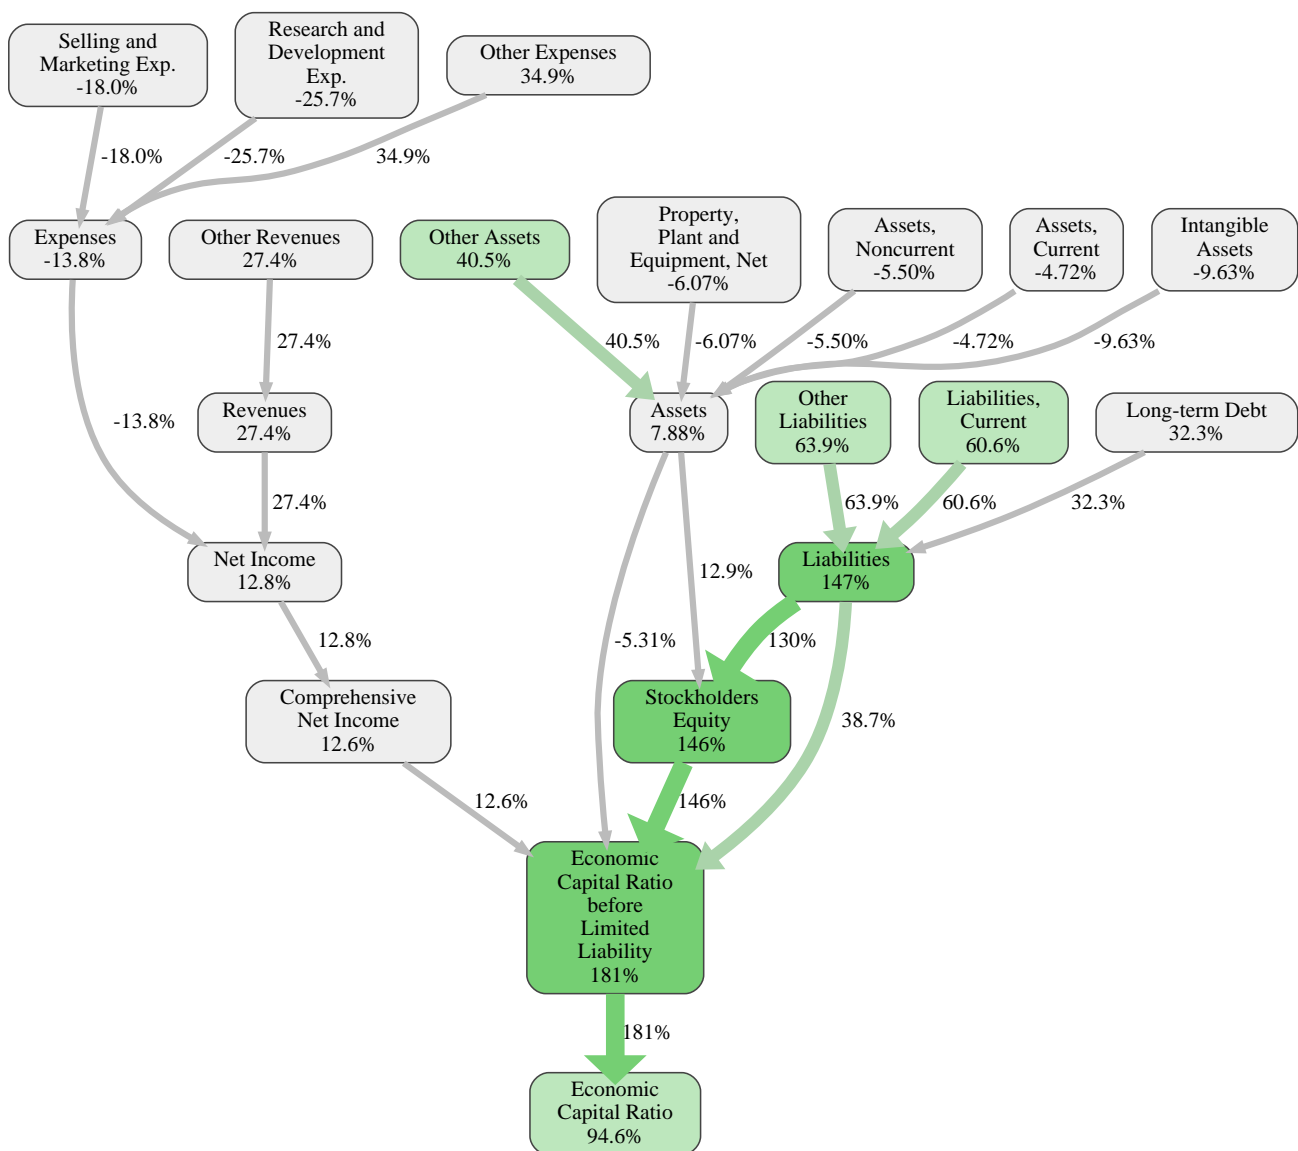 Selling and
Marketing Exp.
-18.0%
Research and
Development
Exp.
-25.7%
Other Expenses
34.9%
-18.0%
-25.7%
34.9%
Expenses
-13.8%
Other Revenues
27.4%
Other Assets
40.5%
Property,
Plant and
Equipment, Net
-6.07%
Assets,
Noncurrent
-5.50%
Assets,
Current
-4.72%
Intangible
Assets
-9.63%
27.4%
40.5%
-6.07%
-5.50%
-4.72%
-9.63%
-13.8%
Revenues
27.4%
Assets
7.88%
Other
Liabilities
63.9%
Liabilities,
Current
60.6%
Long-term Debt
32.3%
27.4%
63.9%
60.6%
32.3%
Net Income
12.8%
12.9%
Liabilities
147%
12.8%
-5.31%
130%
Comprehensive
Net Income
12.6%
Stockholders
Equity
146%
38.7%
12.6%
146%
Economic
Capital Ratio
before
Limited
Liability
181%
181%
Economic
Capital Ratio
94.6%